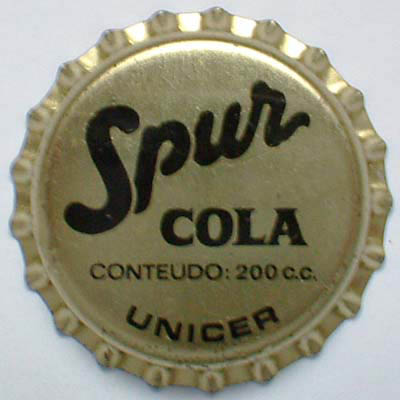 Spur
COLA
CONTEUDO: 200 c.c.
UNICER